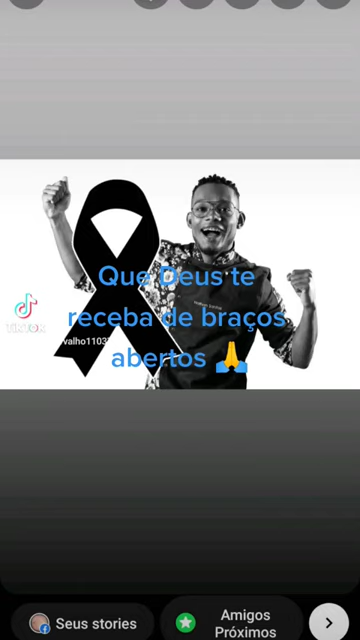 Que Deus te
receba de braços
abertos 🙏
TikTok
valho1103
Seus stories
Amigos
Próximos